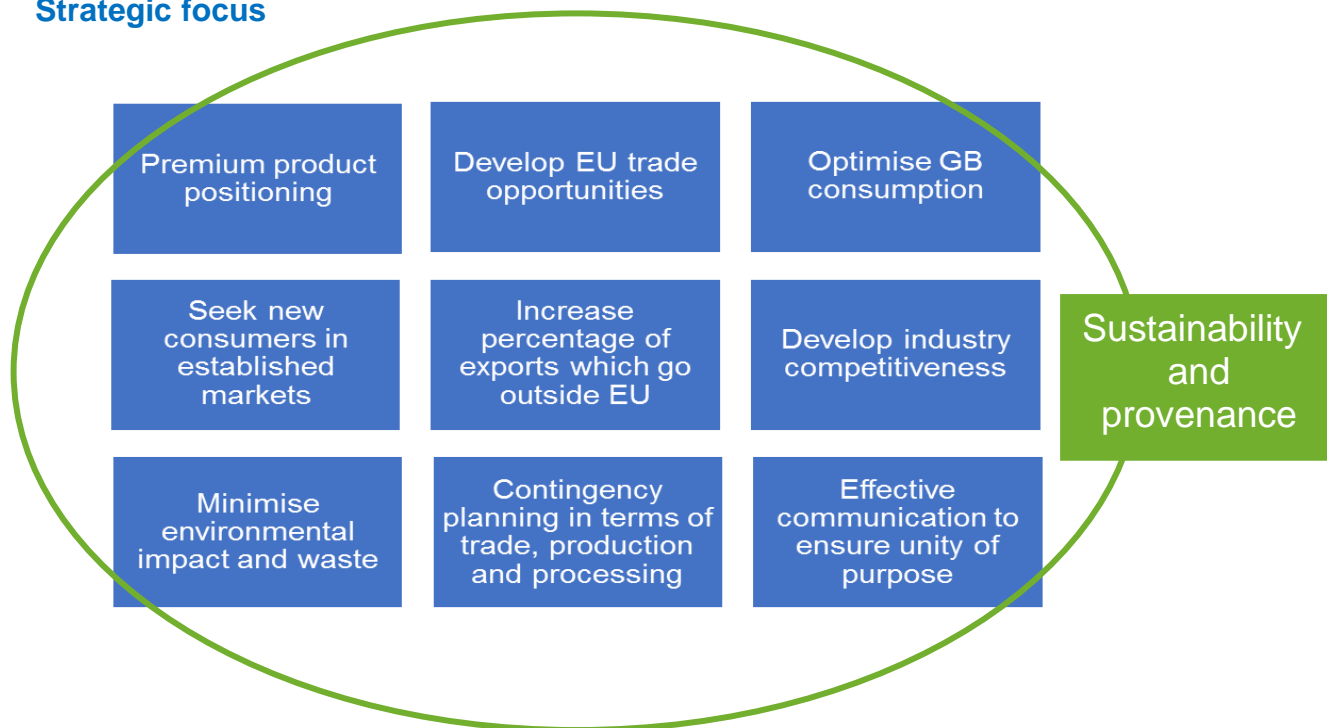 Strategic focus
Premium product
positioning
Develop EU trade
opportunities
Optimise GB
consumption
Seek new
consumers in
established
markets
Increase
percentage of
exports which go
outside EU
Develop industry
competitiveness
Sustainability
and
provenance
Minimise
environmental
impact and waste
Contingency
planning in terms of
trade, production
and processing
Effective
communication to
ensure unity of
purpose